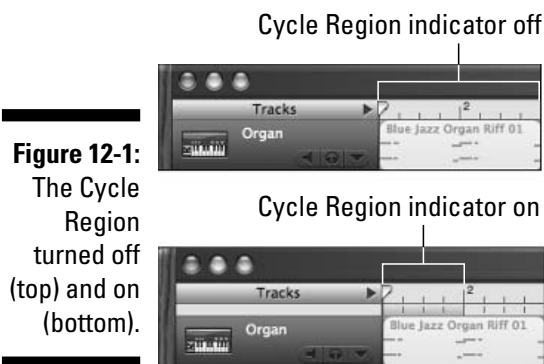 Cycle Region indicator off
Tracks
2
Organ
Blue Jazz Organ Riff 01
Figure 12-1:
The Cycle
Region
turned off
(top) and on
(bottom).
Cycle Region indicator on
Tracks
2
Organ
Blue Jazz Organ Riff 01